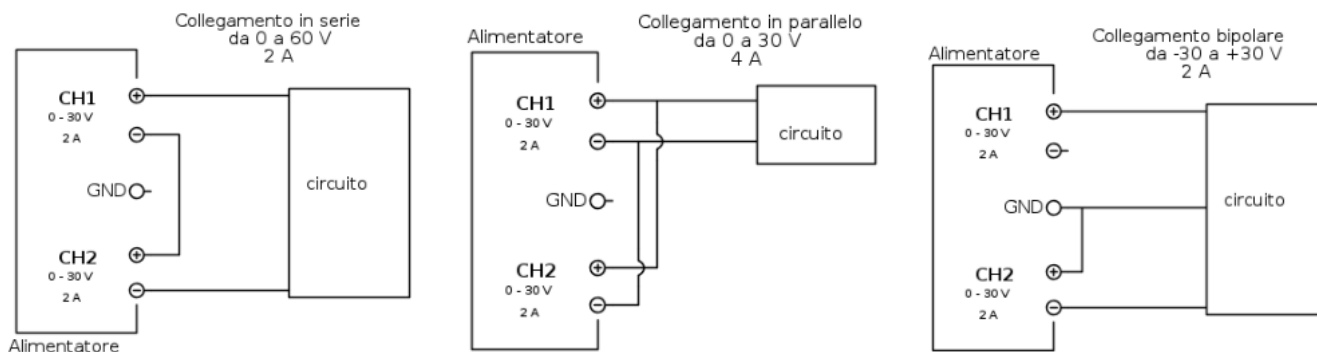 Collegamento in serie
da 0 a 60 V
2 A
CH1
0 - 30 V
2 A
GND
CH2
0 - 30 V
2 A
circuito
Alimentatore
Collegamento in parallelo
da 0 a 30 V
4 A
Alimentatore
CH1
0 - 30 V
2 A
GND
CH2
0 - 30 V
2 A
circuito
Collegamento bipolare
da -30 a +30 V
2 A
Alimentatore
CH1
0 - 30 V
2 A
GND
CH2
0 - 30 V
2 A
circuito